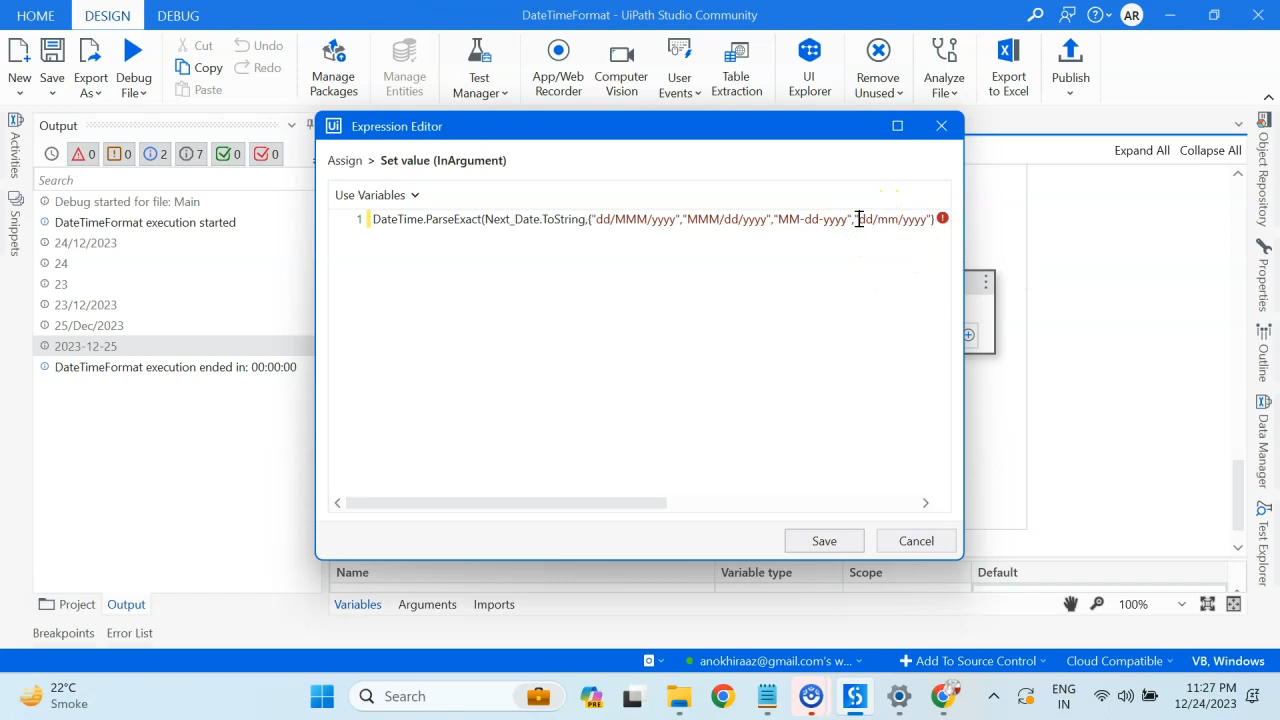 HOME DESIGN DEBUG DateTimeFormat - UiPath Studio Community AR
New Save Export As Debug File Cut Copy Paste Undo Redo Manage Packages Manage Entities Test Manager App/Web Recorder Computer Vision User Events Table Extraction UI Explorer Remove Unused Analyze File Export to Excel Publish
Output
0 0 2 7 0 0
Search
Debug started for file: Main
DateTimeFormat execution started
24/12/2023
24
23
23/12/2023
25/Dec/2023
2023-12-25
DateTimeFormat execution ended in: 00:00:00
Activities
Snippets
Ui Expression Editor
Assign > Set value (InArgument)
Use Variables
1 DateTime.ParseExact(Next_Date.ToString,{"dd/MMM/yyyy","MMM/dd/yyyy","MM-dd-yyyy","dd/mm/yyyy"}
Save Cancel
Expand All Collapse All
Object Repository
Properties
Outline
Data Manager
Test Explorer
Name Variable type Scope Default
Project Output Variables Arguments Imports 100%
Breakpoints Error List
anokhiraaz@gmail.com's w... Add To Source Control Cloud Compatible VB, Windows
22°C
Smoke
Search
PRE
ENG
IN
11:27 PM
12/24/2023